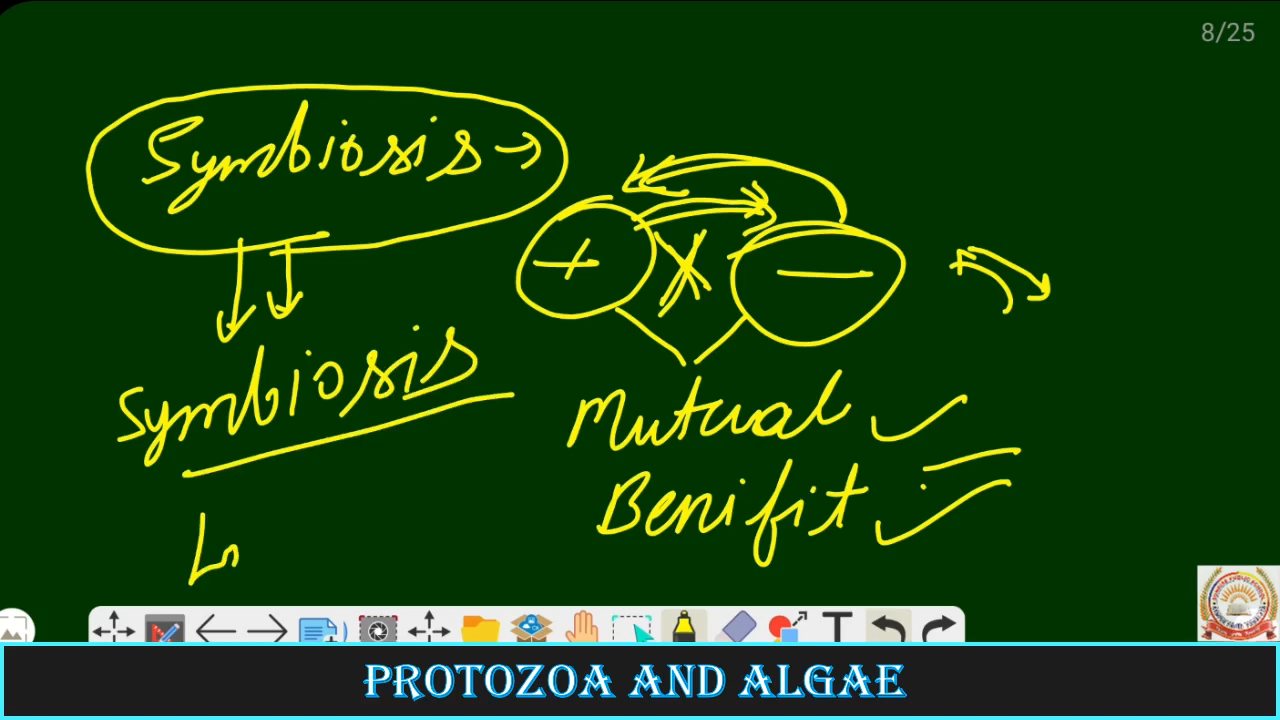 8/25
Symbiosis →
+ × −
Symbiosis
Mutual ✓
Benifit ✓
PROTOZOA AND ALGAE